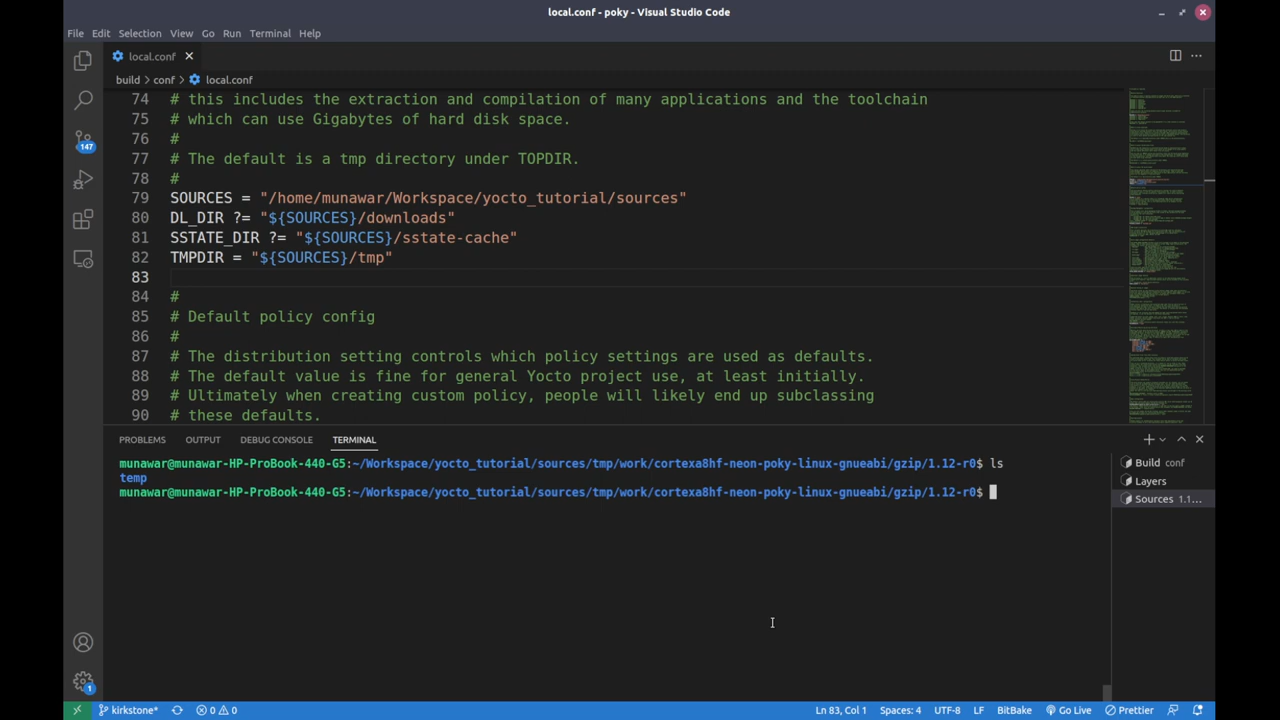 local.conf - poky - Visual Studio Code
File Edit Selection View Go Run Terminal Help
local.conf
build > conf > local.conf
74 # this includes the extraction and compilation of many applications and the toolchain
75 # which can use Gigabytes of hard disk space.
76 #
77 # The default is a tmp directory under TOPDIR.
78 #
79 SOURCES = "/home/munawar/Workspace/yocto_tutorial/sources"
80 DL_DIR ?= "${SOURCES}/downloads"
81 SSTATE_DIR ?= "${SOURCES}/sstate-cache"
82 TMPDIR = "${SOURCES}/tmp"
83
84 #
85 # Default policy config
86 #
87 # The distribution setting controls which policy settings are used as defaults.
88 # The default value is fine for general Yocto project use, at least initially.
89 # Ultimately when creating custom policy, people will likely end up subclassing
90 # these defaults.
147
PROBLEMS OUTPUT DEBUG CONSOLE TERMINAL
munawar@munawar-HP-ProBook-440-G5:~/Workspace/yocto_tutorial/sources/tmp/work/cortexa8hf-neon-poky-linux-gnueabi/gzip/1.12-r0$ ls
temp
munawar@munawar-HP-ProBook-440-G5:~/Workspace/yocto_tutorial/sources/tmp/work/cortexa8hf-neon-poky-linux-gnueabi/gzip/1.12-r0$
Build conf
Layers
Sources 1.1...
1
kirkstone* 0 0 Ln 83, Col 1 Spaces: 4 UTF-8 LF BitBake Go Live Prettier